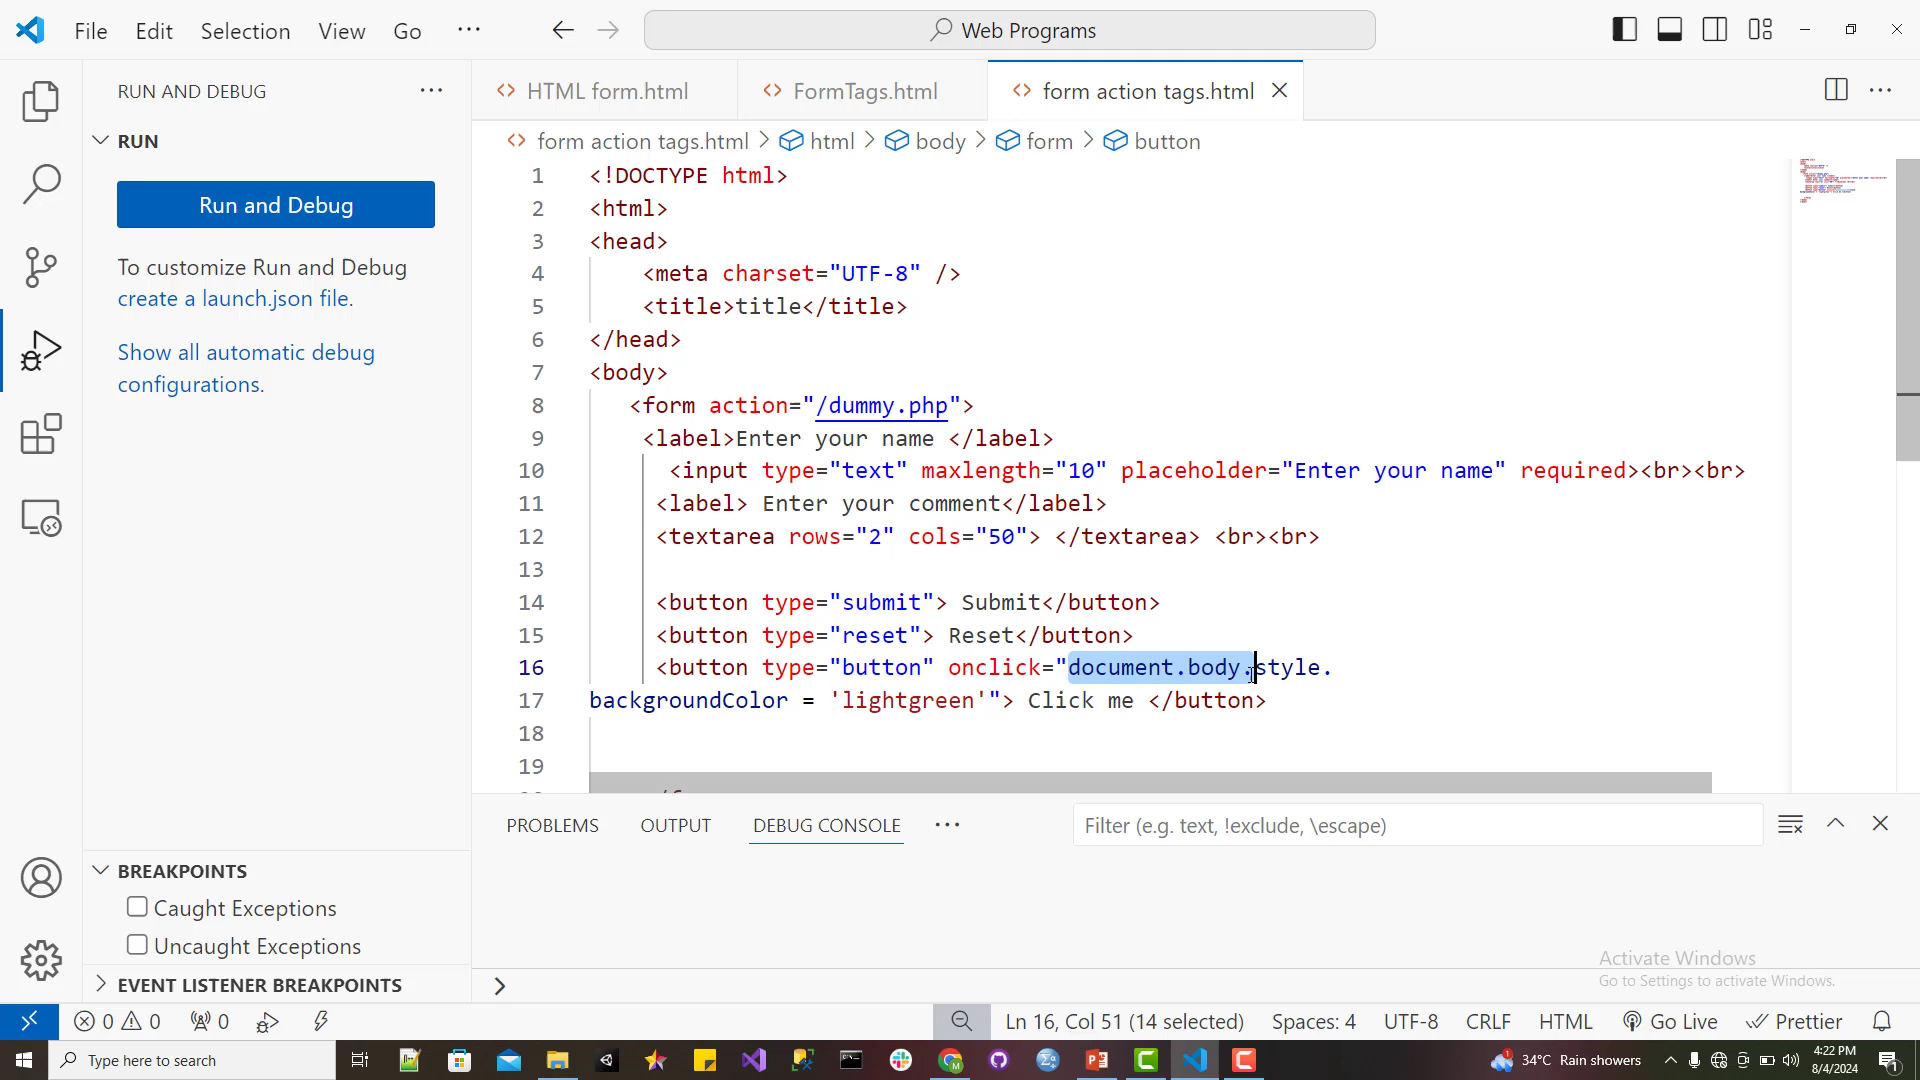 File Edit Selection View Go ··· Web Programs
RUN AND DEBUG ···
HTML form.html FormTags.html form action tags.html
form action tags.html > html > body > form > button
RUN
Run and Debug
To customize Run and Debug
create a launch.json file.
Show all automatic debug
configurations.
1 <!DOCTYPE html>
2 <html>
3 <head>
4 <meta charset="UTF-8" />
5 <title>title</title>
6 </head>
7 <body>
8 <form action="/dummy.php">
9 <label>Enter your name </label>
10 <input type="text" maxlength="10" placeholder="Enter your name" required><br><br>
11 <label> Enter your comment</label>
12 <textarea rows="2" cols="50"> </textarea> <br><br>
13
14 <button type="submit"> Submit</button>
15 <button type="reset"> Reset</button>
16 <button type="button" onclick="document.body.style.
17 backgroundColor = 'lightgreen'"> Click me </button>
18
19
PROBLEMS OUTPUT DEBUG CONSOLE ··· Filter (e.g. text, !exclude, \escape)
BREAKPOINTS
Caught Exceptions
Uncaught Exceptions
EVENT LISTENER BREAKPOINTS
Activate Windows
Go to Settings to activate Windows.
0 0 0 Ln 16, Col 51 (14 selected) Spaces: 4 UTF-8 CRLF HTML Go Live Prettier
Type here to search 34°C Rain showers 4:22 PM
8/4/2024